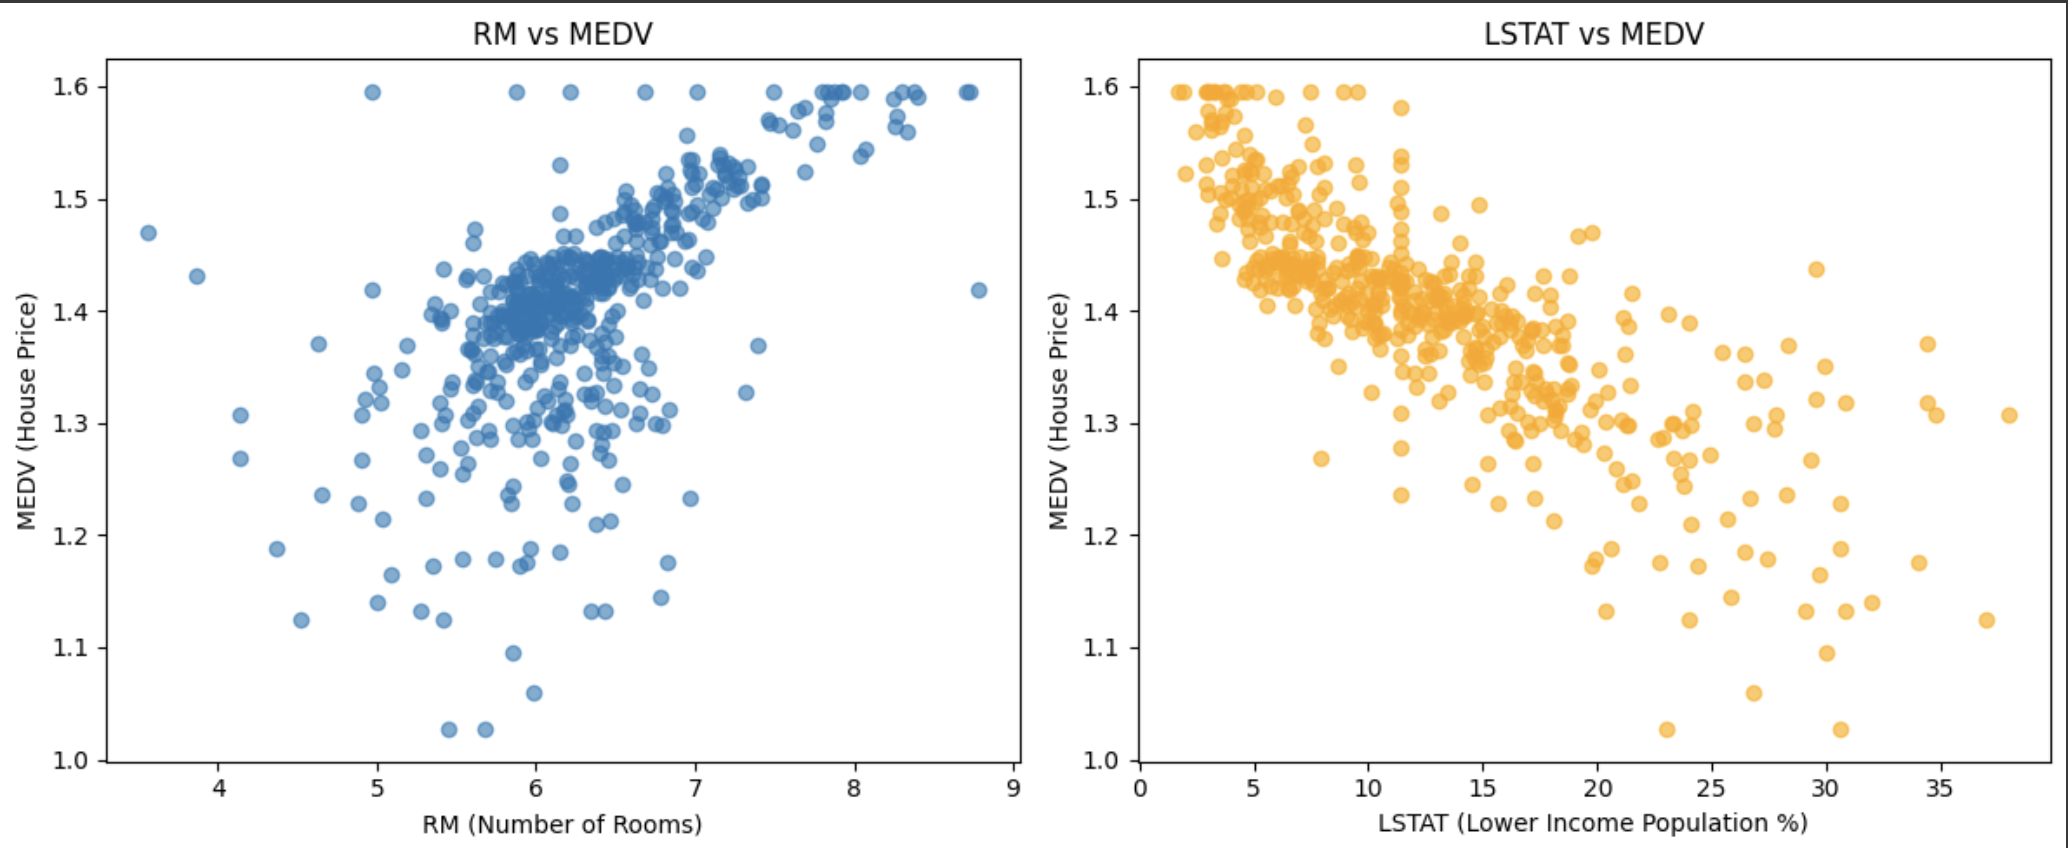 RM vs MEDV
MEDV (House Price)
1.6
1.5
1.4
1.3
1.2
1.1
1.0
4 5 6 7 8 9
RM (Number of Rooms)
LSTAT vs MEDV
MEDV (House Price)
1.6
1.5
1.4
1.3
1.2
1.1
1.0
0 5 10 15 20 25 30 35
LSTAT (Lower Income Population %)